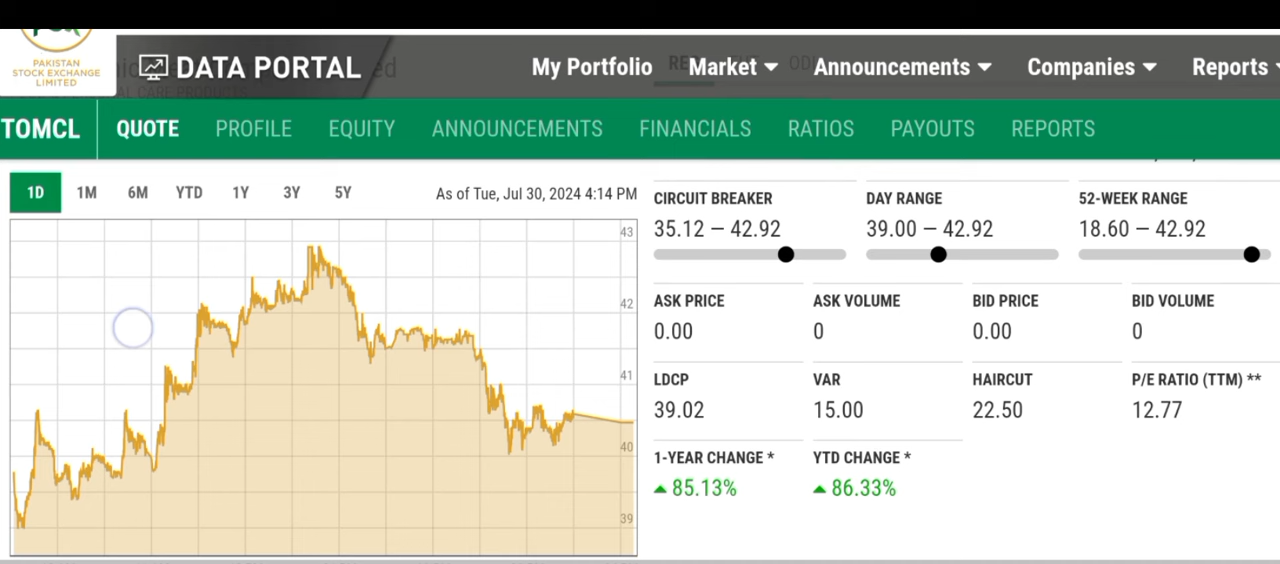 PAKISTAN
STOCK EXCHANGE
LIMITED
DATA PORTAL
My Portfolio Market Announcements Companies Reports
TOMCL QUOTE PROFILE EQUITY ANNOUNCEMENTS FINANCIALS RATIOS PAYOUTS REPORTS
1D 1M 6M YTD 1Y 3Y 5Y As of Tue, Jul 30, 2024 4:14 PM
43
42
41
40
39
CIRCUIT BREAKER DAY RANGE 52-WEEK RANGE
35.12 — 42.92 39.00 — 42.92 18.60 — 42.92
ASK PRICE ASK VOLUME BID PRICE BID VOLUME
0.00 0 0.00 0
LDCP VAR HAIRCUT P/E RATIO (TTM) **
39.02 15.00 22.50 12.77
1-YEAR CHANGE * YTD CHANGE *
85.13% 86.33%